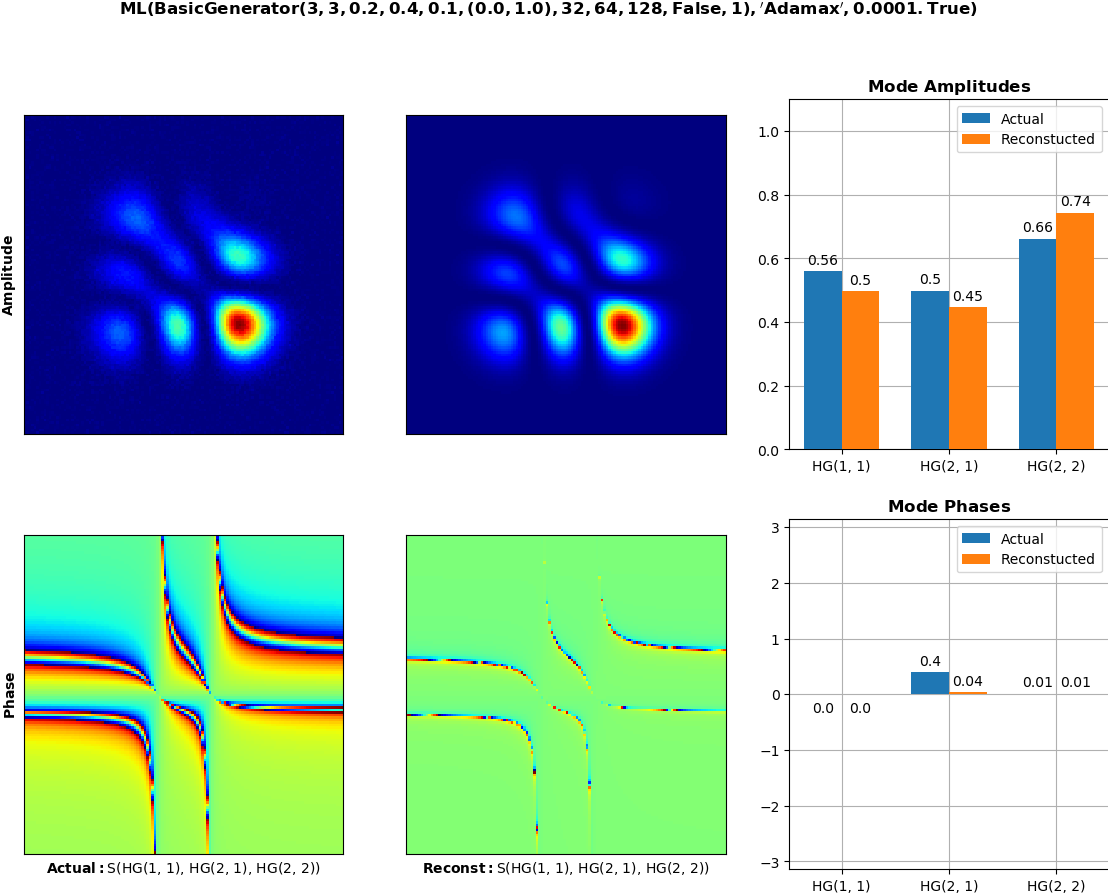 ML(BasicGenerator(3, 3, 0.2, 0.4, 0.1, (0.0, 1.0), 32, 64, 128, False, 1), ′Adamax′, 0.0001. True)
Amplitude
Mode Amplitudes
Actual
Reconstucted
1.0
0.8
0.6
0.4
0.2
0.0
0.56
0.5
0.5
0.45
0.66
0.74
HG(1, 1) HG(2, 1) HG(2, 2)
Phase
Actual: S(HG(1, 1), HG(2, 1), HG(2, 2))
Reconst: S(HG(1, 1), HG(2, 1), HG(2, 2))
Mode Phases
Actual
Reconstucted
3
2
1
0
−1
−2
−3
0.0
0.0
0.4
0.04
0.01
0.01
HG(1, 1) HG(2, 1) HG(2, 2)